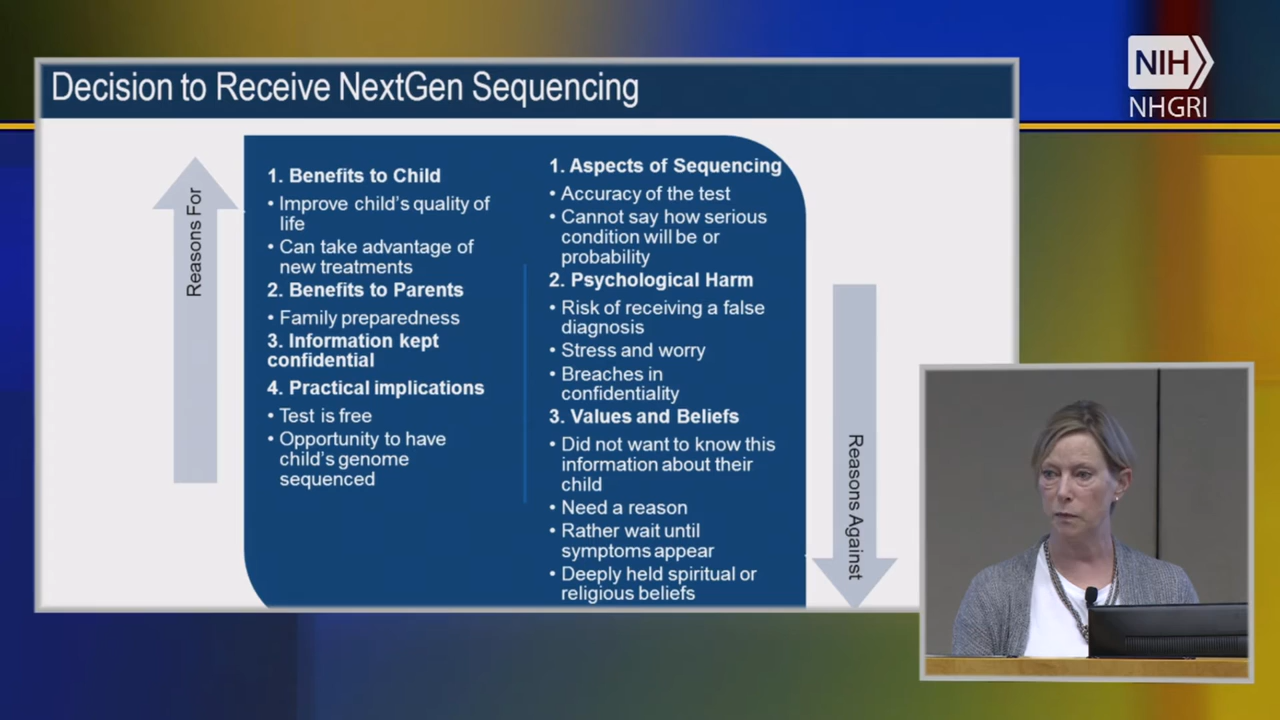 Decision to Receive NextGen Sequencing
NIH
NHGRI
Reasons For
1. Benefits to Child
• Improve child's quality of
life
• Can take advantage of
new treatments
2. Benefits to Parents
• Family preparedness
3. Information kept
confidential
4. Practical implications
• Test is free
• Opportunity to have
child's genome
sequenced
1. Aspects of Sequencing
• Accuracy of the test
• Cannot say how serious
condition will be or
probability
2. Psychological Harm
• Risk of receiving a false
diagnosis
• Stress and worry
• Breaches in
confidentiality
3. Values and Beliefs
• Did not want to know this
information about their
child
• Need a reason
• Rather wait until
symptoms appear
• Deeply held spiritual or
religious beliefs
Reasons Against